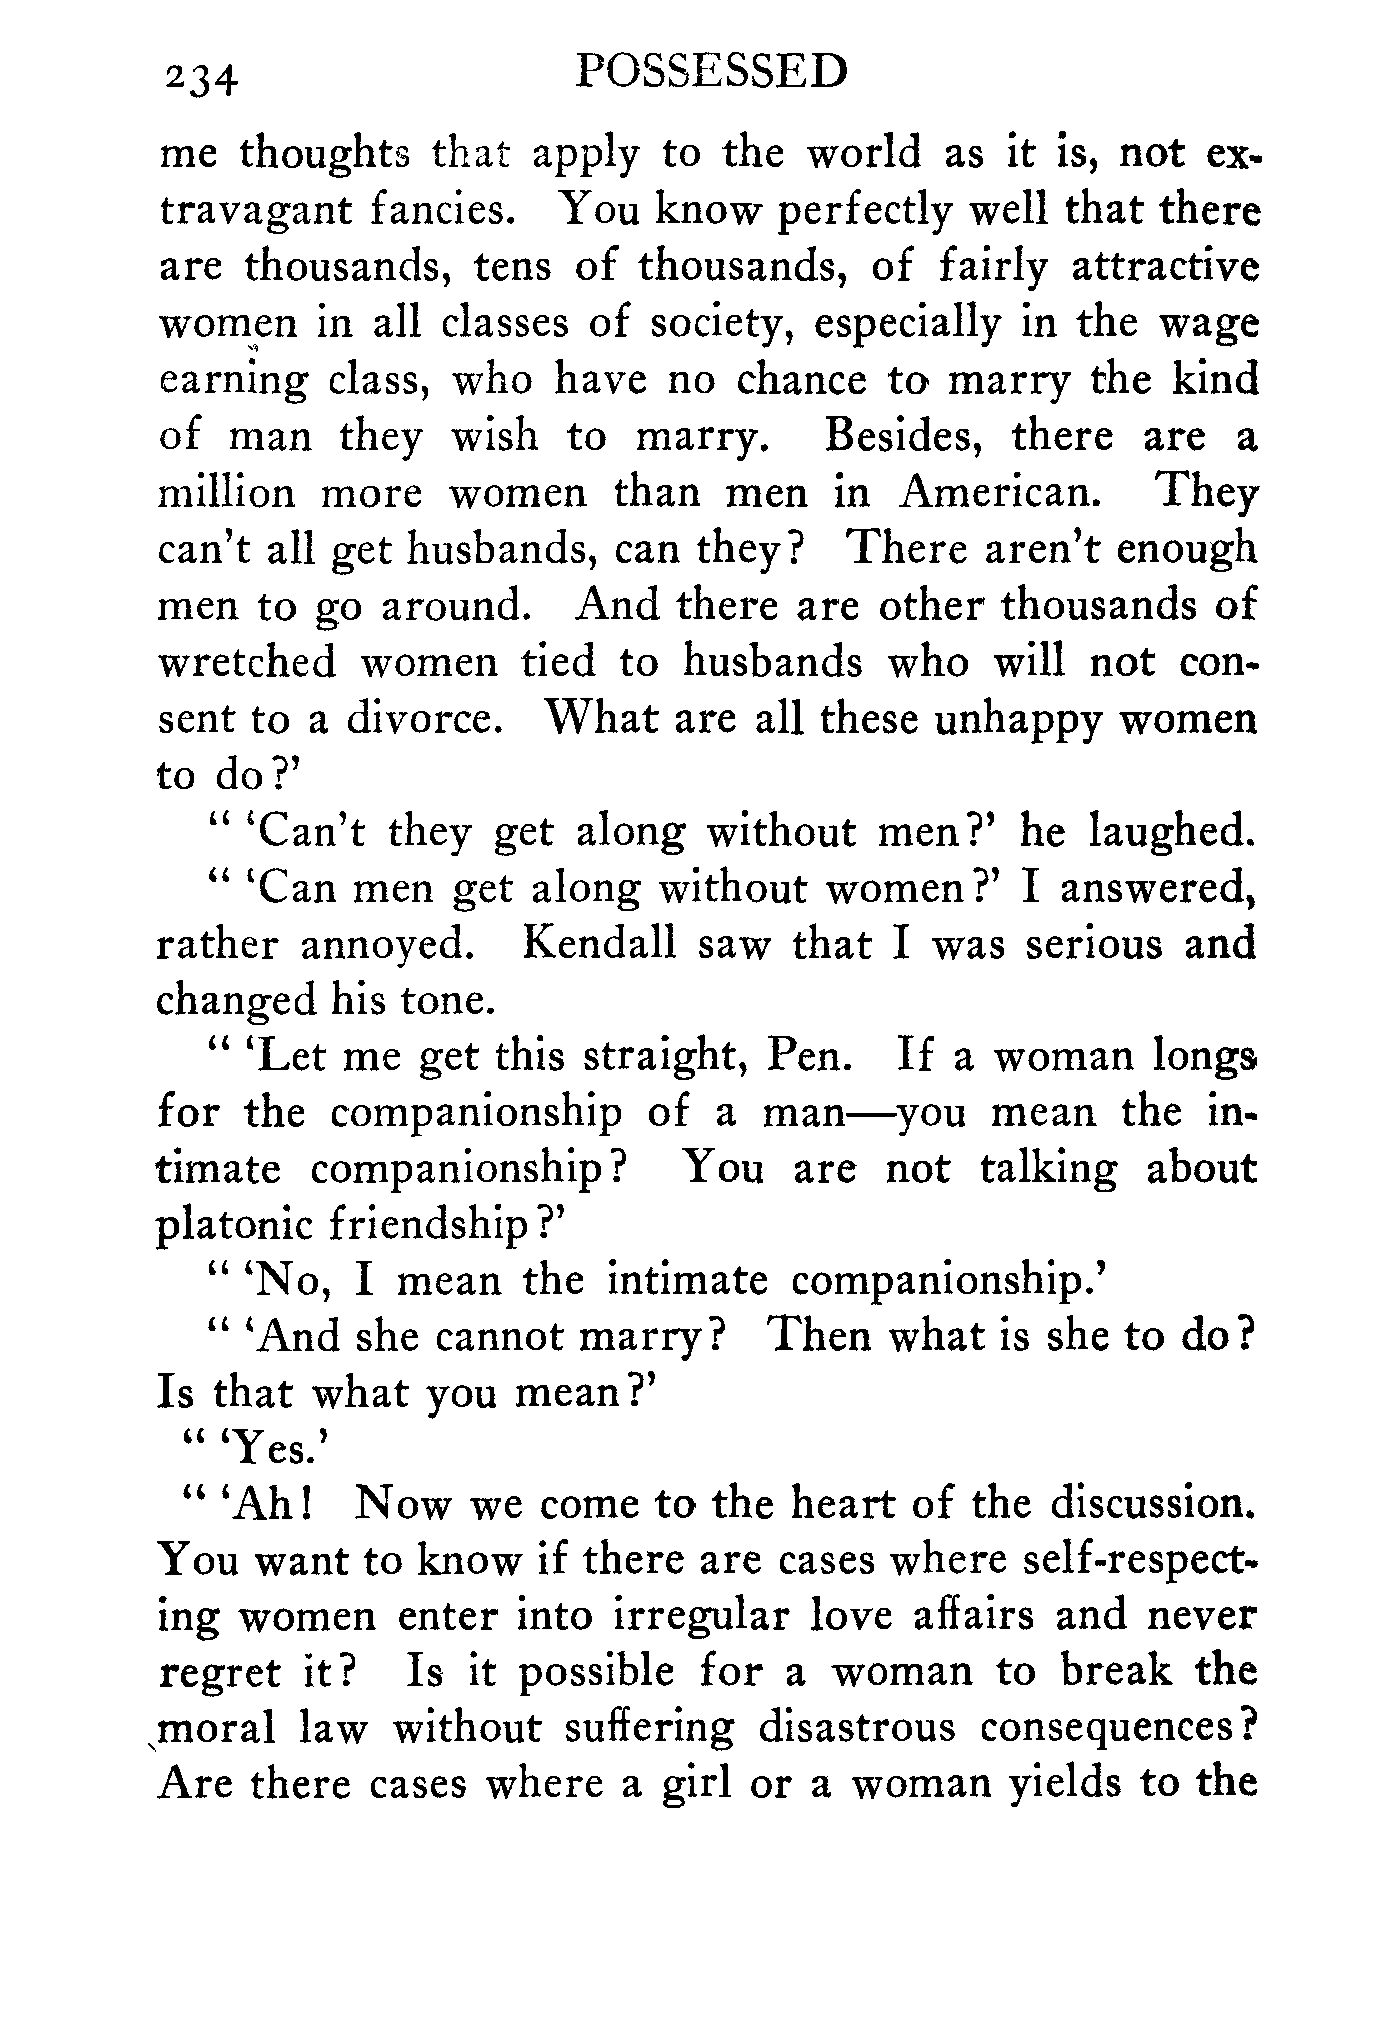 234 POSSESSED
me thoughts that apply to the world as it is, not ex-
travagant fancies. You know perfectly well that there
are thousands, tens of thousands, of fairly attractive
women in all classes of society, especially in the wage
earning class, who have no chance to marry the kind
of man they wish to marry. Besides, there are a
million more women than men in American. They
can't all get husbands, can they? There aren't enough
men to go around. And there are other thousands of
wretched women tied to husbands who will not con-
sent to a divorce. What are all these unhappy women
to do?'
" 'Can't they get along without men?' he laughed.
" 'Can men get along without women?' I answered,
rather annoyed. Kendall saw that I was serious and
changed his tone.
" 'Let me get this straight, Pen. If a woman longs
for the companionship of a man—you mean the in-
timate companionship? You are not talking about
platonic friendship?'
" 'No, I mean the intimate companionship.'
" 'And she cannot marry? Then what is she to do?
Is that what you mean?'
" 'Yes.'
" 'Ah! Now we come to the heart of the discussion.
You want to know if there are cases where self-respect-
ing women enter into irregular love affairs and never
regret it? Is it possible for a woman to break the
moral law without suffering disastrous consequences?
Are there cases where a girl or a woman yields to the